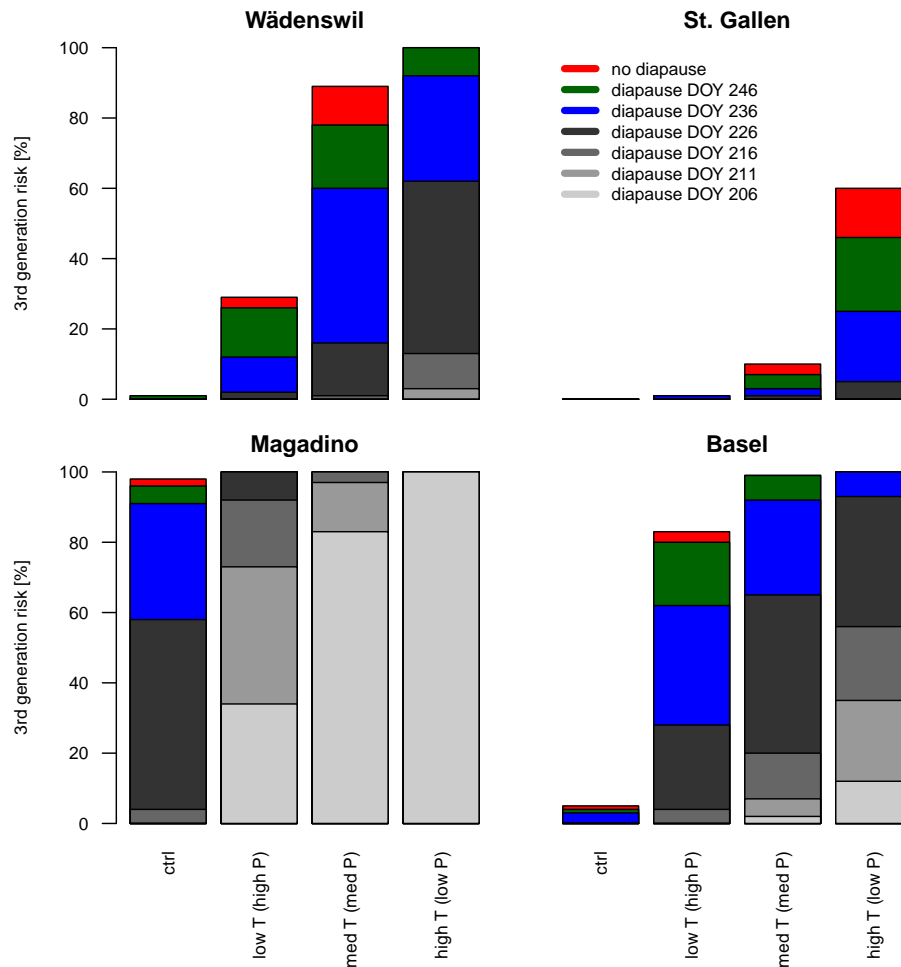 Wädenswil
St. Gallen
3rd generation risk [%]
100
80
60
40
20
0
no diapause
diapause DOY 246
diapause DOY 236
diapause DOY 226
diapause DOY 216
diapause DOY 211
diapause DOY 206
Magadino
Basel
3rd generation risk [%]
100
80
60
40
20
0
ctrl
low T (high P)
med T (med P)
high T (low P)
ctrl
low T (high P)
med T (med P)
high T (low P)